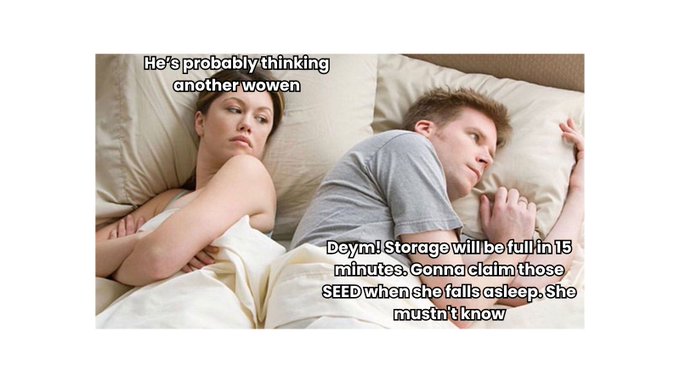 He's probably thinking
another wowen
Deym! Storage will be full in 15
minutes. Gonna claim those
SEED when she falls asleep. She
mustn't know